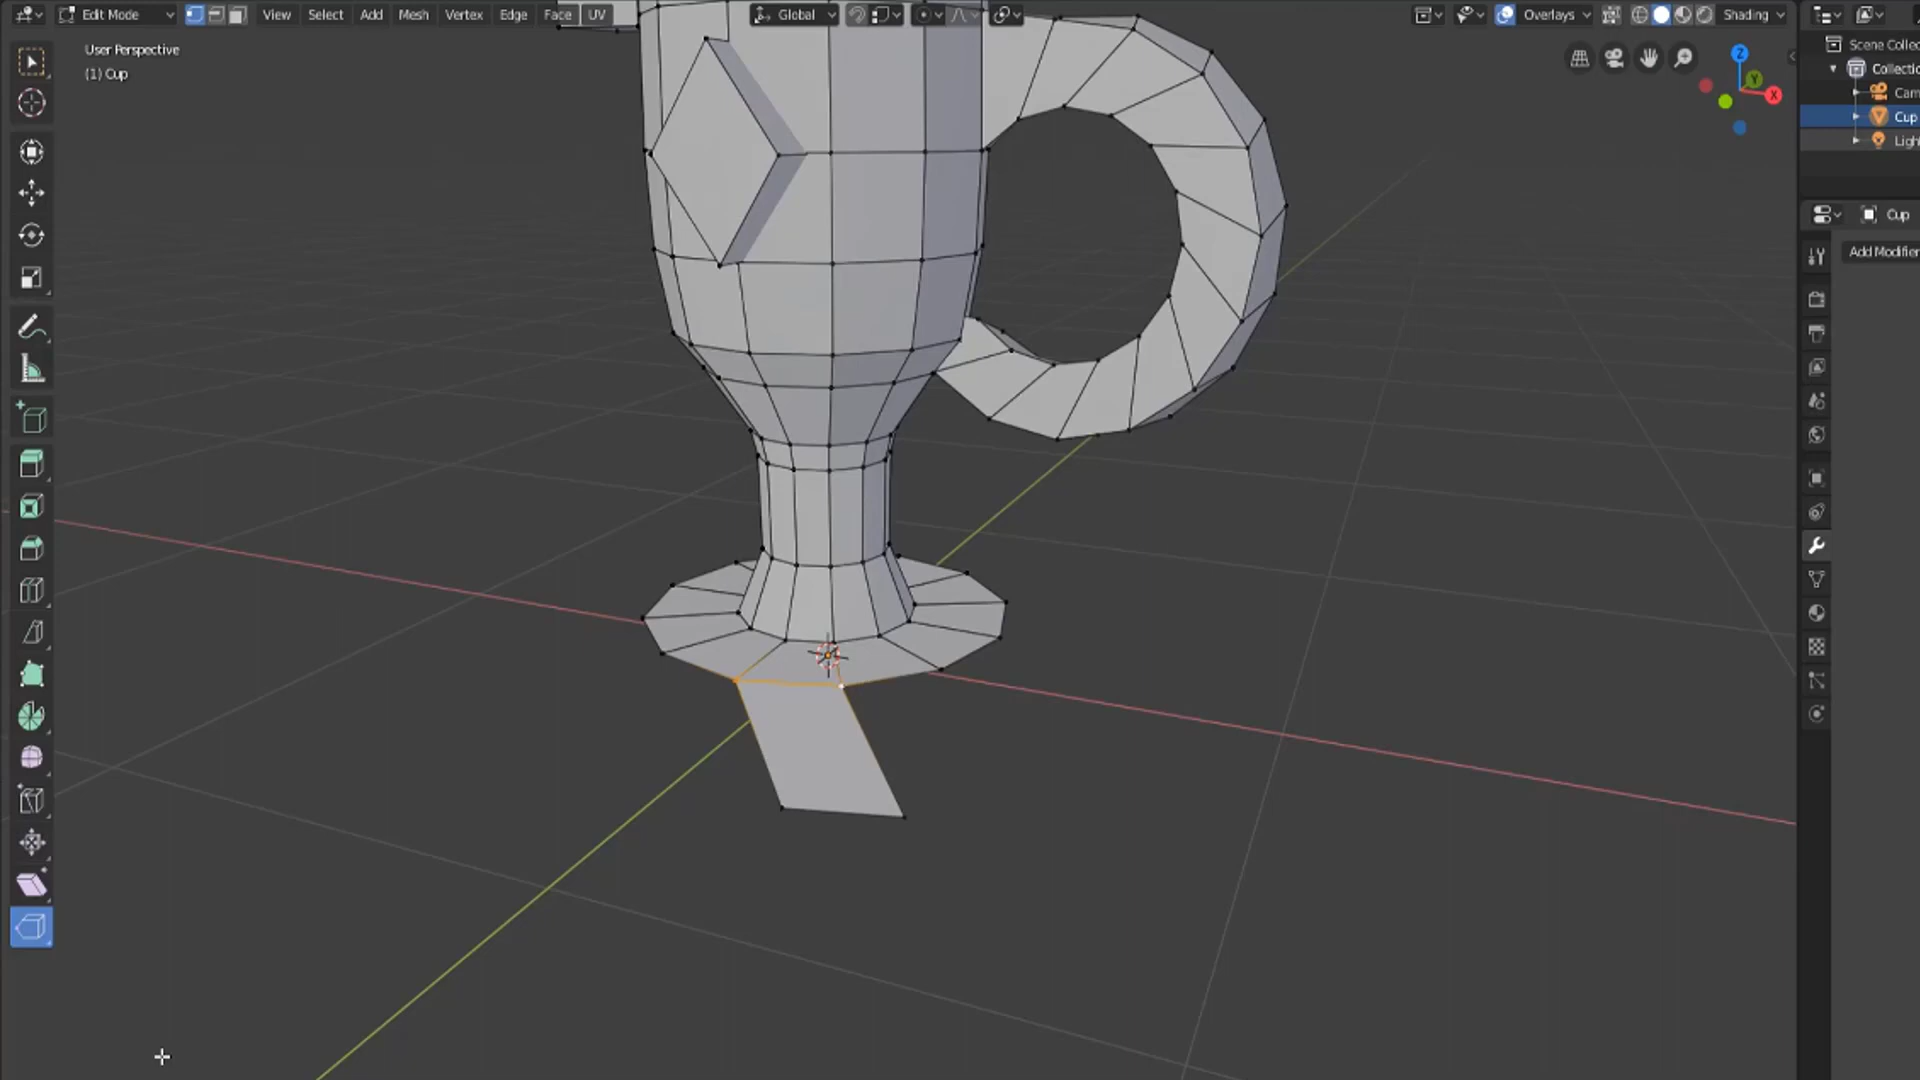 Edit Mode View Select Add Mesh Vertex Edge Face UV Global Overlays Shading
User Perspective
(1) Cup
Z
Y
X
Scene Collec
Collectio
Cam
Cup
Ligh
Cup
Add Modifier